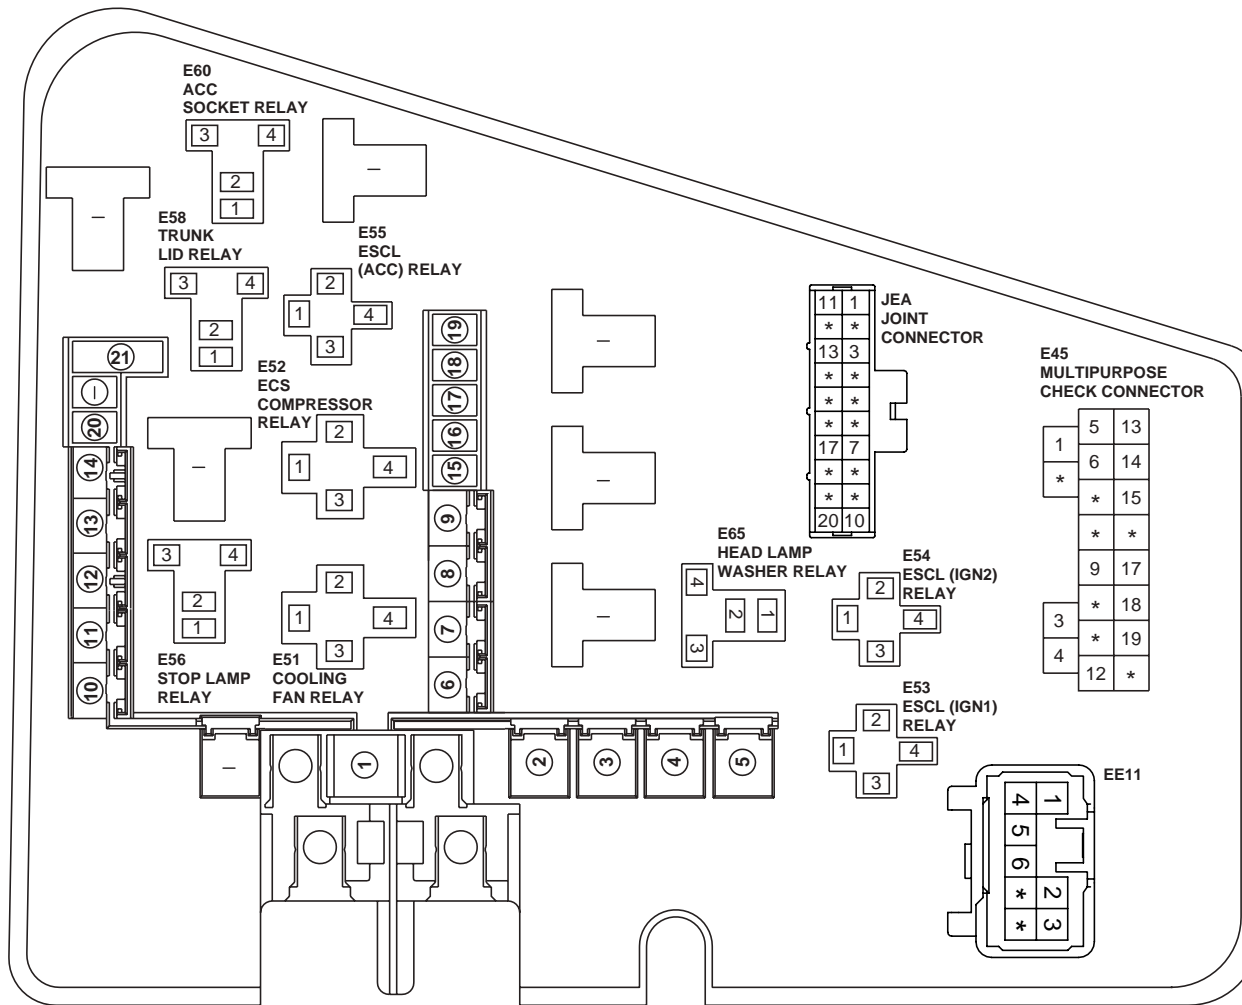 E60
ACC
SOCKET RELAY
3 4
2
1
E58
TRUNK
LID RELAY
3 4
2
1
E55
ESCL
(ACC) RELAY
2
1 4
3
21
20
14
13
12
11
10
E52
ECS
COMPRESSOR
RELAY
2
1 4
3
19
18
17
16
15
9
8
7
6
3 4
2
1
E56
STOP LAMP
RELAY
2
1 4
3
E51
COOLING
FAN RELAY
1
2
3
4
5
JEA
JOINT
CONNECTOR
11 1
* *
13 3
* *
* *
* *
17 7
* *
* *
20 10
E45
MULTIPURPOSE
CHECK CONNECTOR
5 13
1
6 14
*
* 15
* *
9 17
* 18
3
* 19
4
12 *
E65
HEAD LAMP
WASHER RELAY
4
2 1
3
E54
ESCL (IGN2)
RELAY
2
1 4
3
E53
ESCL (IGN1)
RELAY
2
1 4
3
EE11
4 1
5
6
* 2
* 3